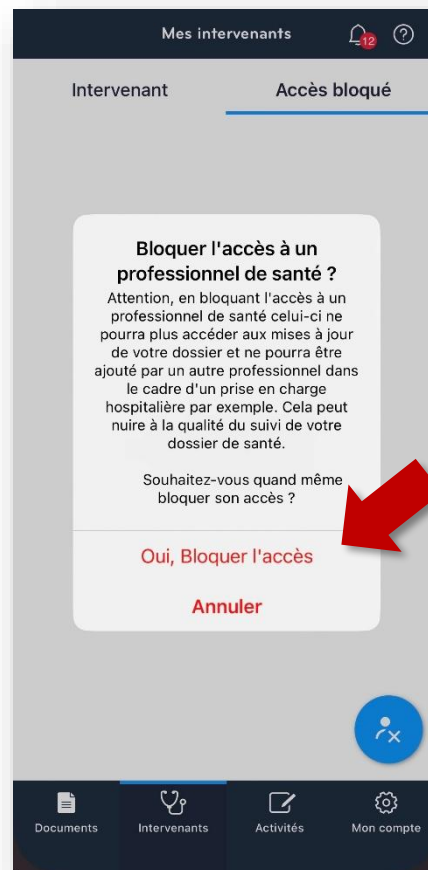 Mes intervenants
12
?
Intervenant Accès bloqué
Bloquer l'accès à un
professionnel de santé ?
Attention, en bloquant l'accès à un
professionnel de santé celui-ci ne
pourra plus accéder aux mises à jour
de votre dossier et ne pourra être
ajouté par un autre professionnel dans
le cadre d'un prise en charge
hospitalière par exemple. Cela peut
nuire à la qualité du suivi de votre
dossier de santé.
Souhaitez-vous quand même
bloquer son accès ?
Oui, Bloquer l'accès
Annuler
Documents Intervenants Activités Mon compte